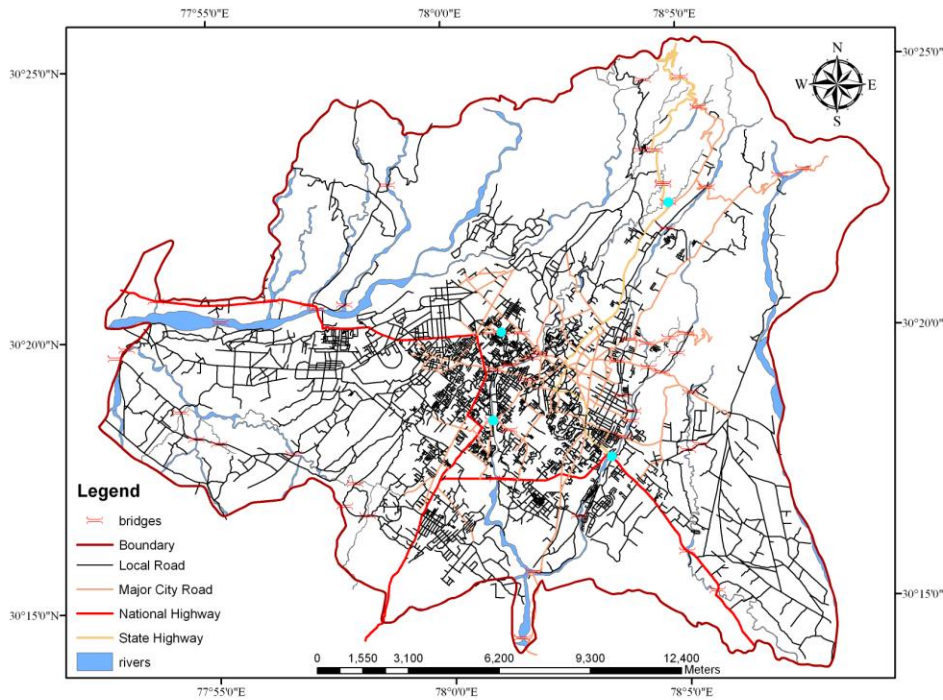 77°55'0"E 78°0'0"E 78°5'0"E
N
W E
S
30°25'0"N 30°25'0"N
30°20'0"N 30°20'0"N
30°15'0"N 30°15'0"N
Legend
bridges
Boundary
Local Road
Major City Road
National Highway
State Highway
rivers
0 1,550 3,100 6,200 9,300 12,400
Meters
77°55'0"E 78°0'0"E 78°5'0"E